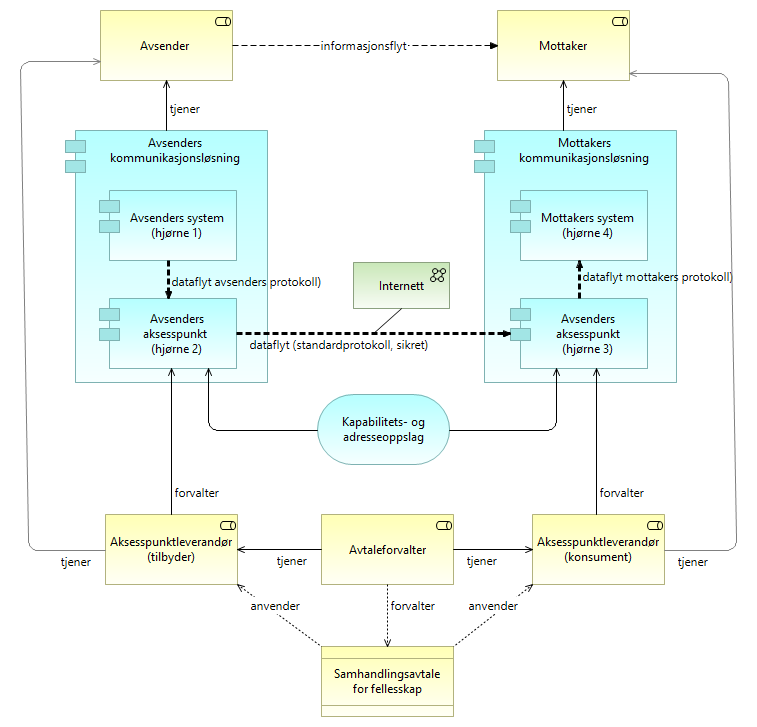 Avsender
informasjonsflyt
Mottaker
tjener
tjener
Avsenders
kommunikasjonsløsning
Mottakers
kommunikasjonsløsning
Avsenders system
(hjørne 1)
Mottakers system
(hjørne 4)
dataflyt avsenders protokoll)
Internett
dataflyt mottakers protokoll)
Avsenders
aksesspunkt
(hjørne 2)
dataflyt (standardprotokoll, sikret)
Avsenders
aksesspunkt
(hjørne 3)
Kapabilitets- og
adresseoppslag
forvalter
forvalter
Aksesspunktleverandør
(tilbyder)
Avtaleforvalter
Aksesspunktleverandør
(konsument)
tjener
tjener
tjener
tjener
anvender
forvalter
anvender
Samhandlingsavtale
for fellesskap